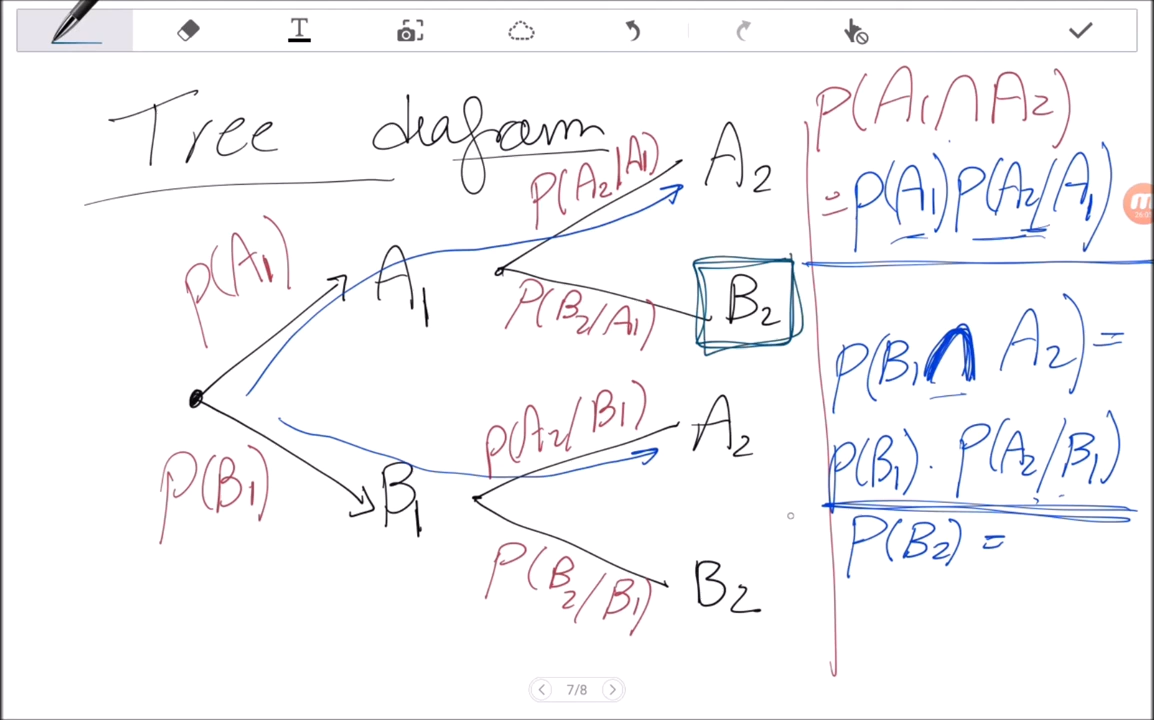 Tree diagram
P(A1)
A1
P(A2/A1)
A2
P(B2/A1)
B2
P(B1)
B1
P(A2/B1)
A2
P(B2/B1)
B2
P(A1∩A2)
=P(A1)P(A2/A1)
P(B1∩A2)=
P(B1).P(A2/B1)
P(B2)=
7/8
T